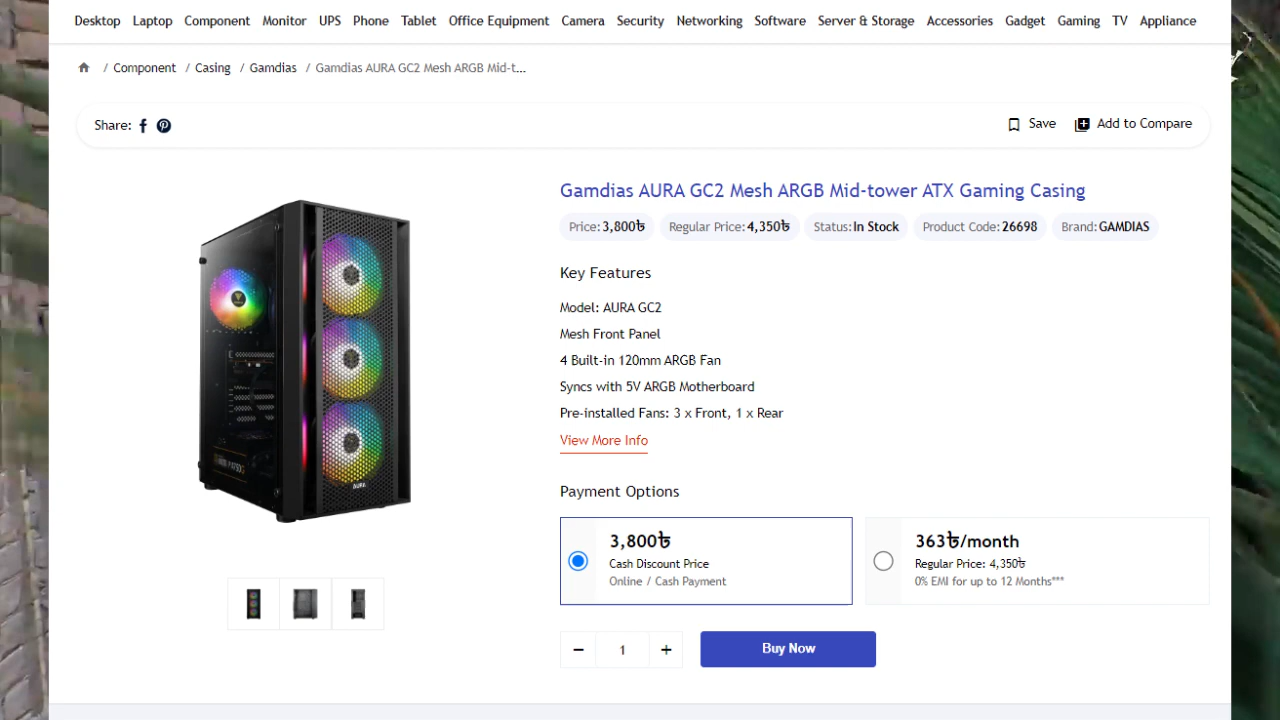 Desktop Laptop Component Monitor UPS Phone Tablet Office Equipment Camera Security Networking Software Server & Storage Accessories Gadget Gaming TV Appliance
/ Component / Casing / Gamdias / Gamdias AURA GC2 Mesh ARGB Mid-t...
Share:
Save
Add to Compare
Gamdias AURA GC2 Mesh ARGB Mid-tower ATX Gaming Casing
Price: 3,800৳ Regular Price: 4,350৳ Status: In Stock Product Code: 26698 Brand: GAMDIAS
Key Features
Model: AURA GC2
Mesh Front Panel
4 Built-in 120mm ARGB Fan
Syncs with 5V ARGB Motherboard
Pre-installed Fans: 3 x Front, 1 x Rear
View More Info
AURA
Payment Options
3,800৳
Cash Discount Price
Online / Cash Payment
363৳/month
Regular Price: 4,350৳
0% EMI for up to 12 Months***
− 1 +
Buy Now